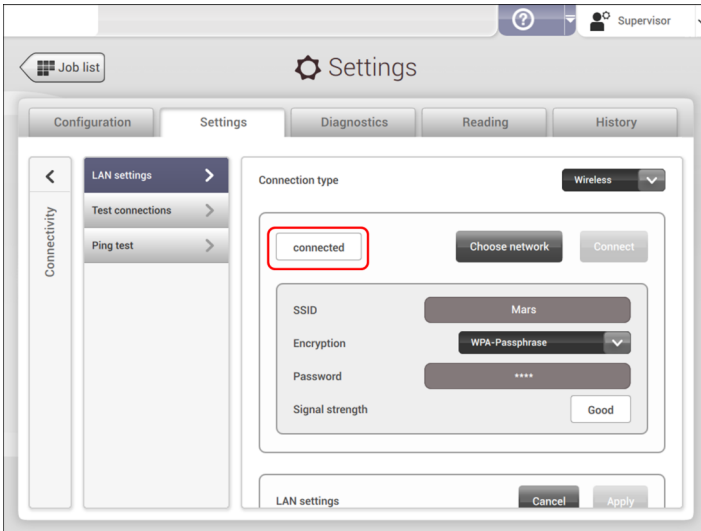 ?
Supervisor
Job list
Settings
Configuration
Settings
Diagnostics
Reading
History
Connectivity
LAN settings
Test connections
Ping test
Connection type
Wireless
connected
Choose network
Connect
SSID
Mars
Encryption
WPA-Passphrase
Password
****
Signal strength
Good
LAN settings
Cancel
Apply